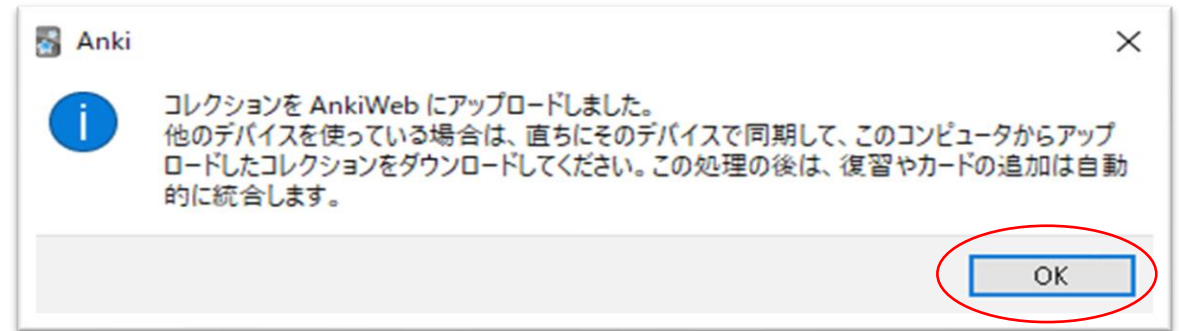 Anki
コレクションを AnkiWeb にアップロードしました。
他のデバイスを使っている場合は、直ちにそのデバイスで同期して、このコンピュータからアップ
ロードしたコレクションをダウンロードしてください。この処理の後は、復習やカードの追加は自動
的に統合します。
OK